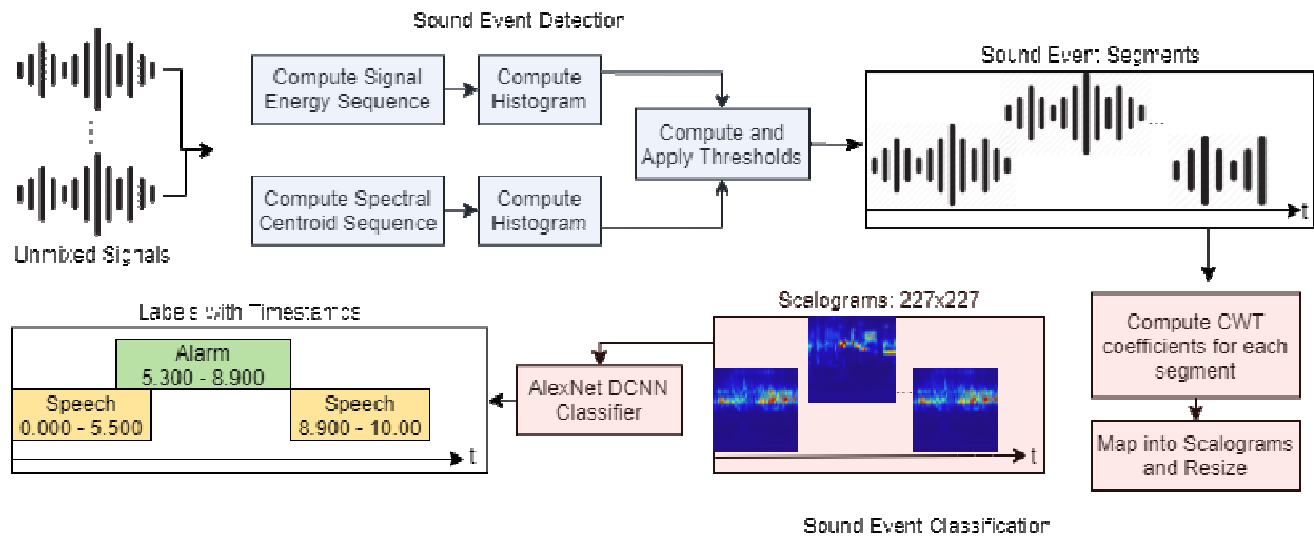 Sound Event Detection
Compute Signal
Energy Sequence
Compute
Histogram
Compute Spectral
Centroid Sequence
Compute
Histogram
Compute and
Apply Thresholds
Sound Event Segments
t
Unmixed Signals
Compute CWT
coefficients for each
segment
Map into Scalograms
and Resize
Scalograms: 227x227
t
AlexNet DCNN
Classifier
Labels with Timestamps
Alarm
5.300 - 8.900
Speech
0.000 - 5.500
Speech
8.900 - 10.00
t
Sound Event Classification